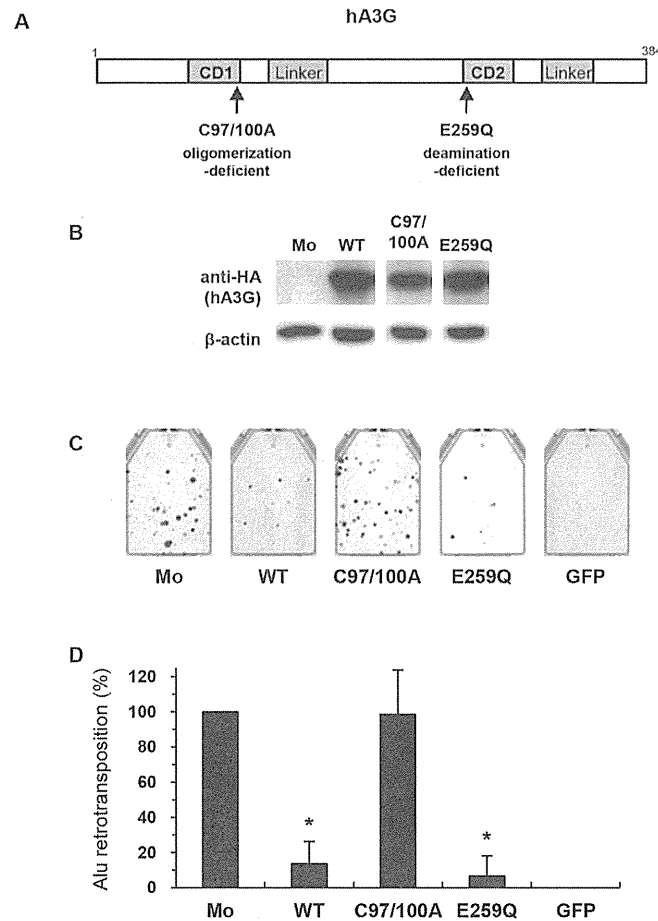 A
hA3G
1
384
CD1
Linker
CD2
Linker
C97/100A
oligomerization
-deficient
E259Q
deamination
-deficient
B
Mo
WT
C97/
100A
E259Q
anti-HA
(hA3G)
β-actin
C
Mo
WT
C97/100A
E259Q
GFP
D
Alu retrotransposition (%)
120
100
80
60
40
20
0
*
*
Mo
WT
C97/100A
E259Q
GFP